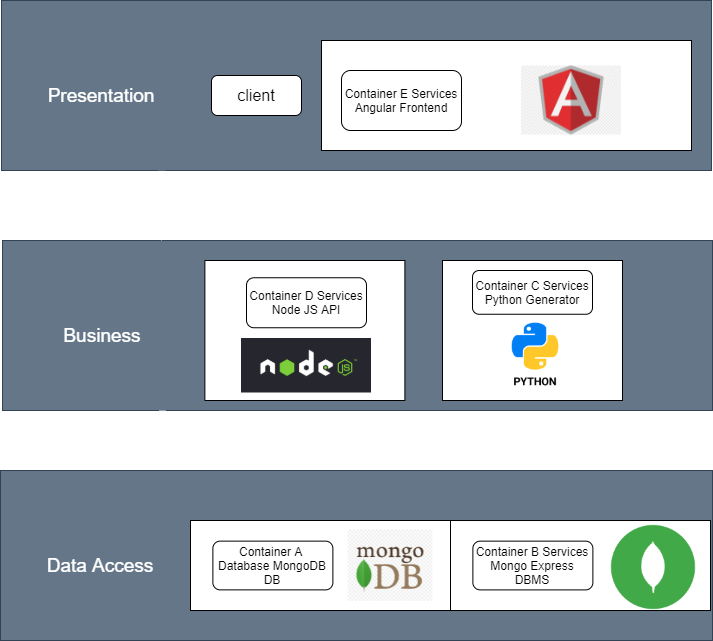 Presentation
client
Container E Services
Angular Frontend
A
Business
Container D Services
Node JS API
node JS
Container C Services
Python Generator
PYTHON
Data Access
Container A
Database MongoDB
DB
mongo
DB
Container B Services
Mongo Express
DBMS